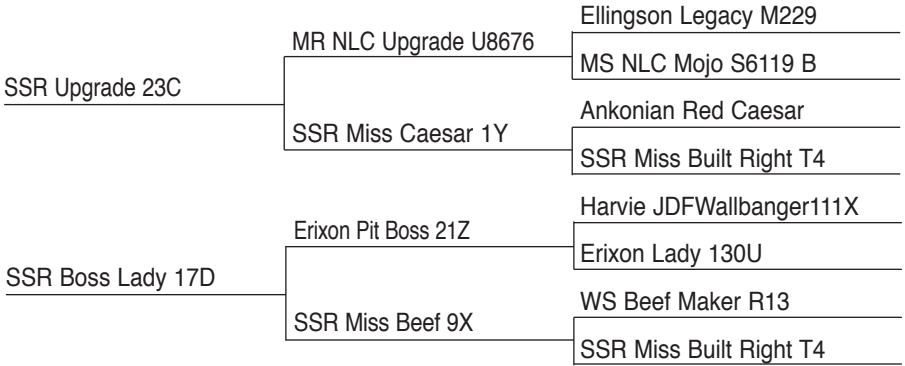 Ellingson Legacy M229
MR NLC Upgrade U8676
MS NLC Mojo S6119 B
SSR Upgrade 23C
Ankonian Red Caesar
SSR Miss Caesar 1Y
SSR Miss Built Right T4
Harvie JDFWallbanger111X
Erixon Pit Boss 21Z
Erixon Lady 130U
SSR Boss Lady 17D
WS Beef Maker R13
SSR Miss Beef 9X
SSR Miss Built Right T4